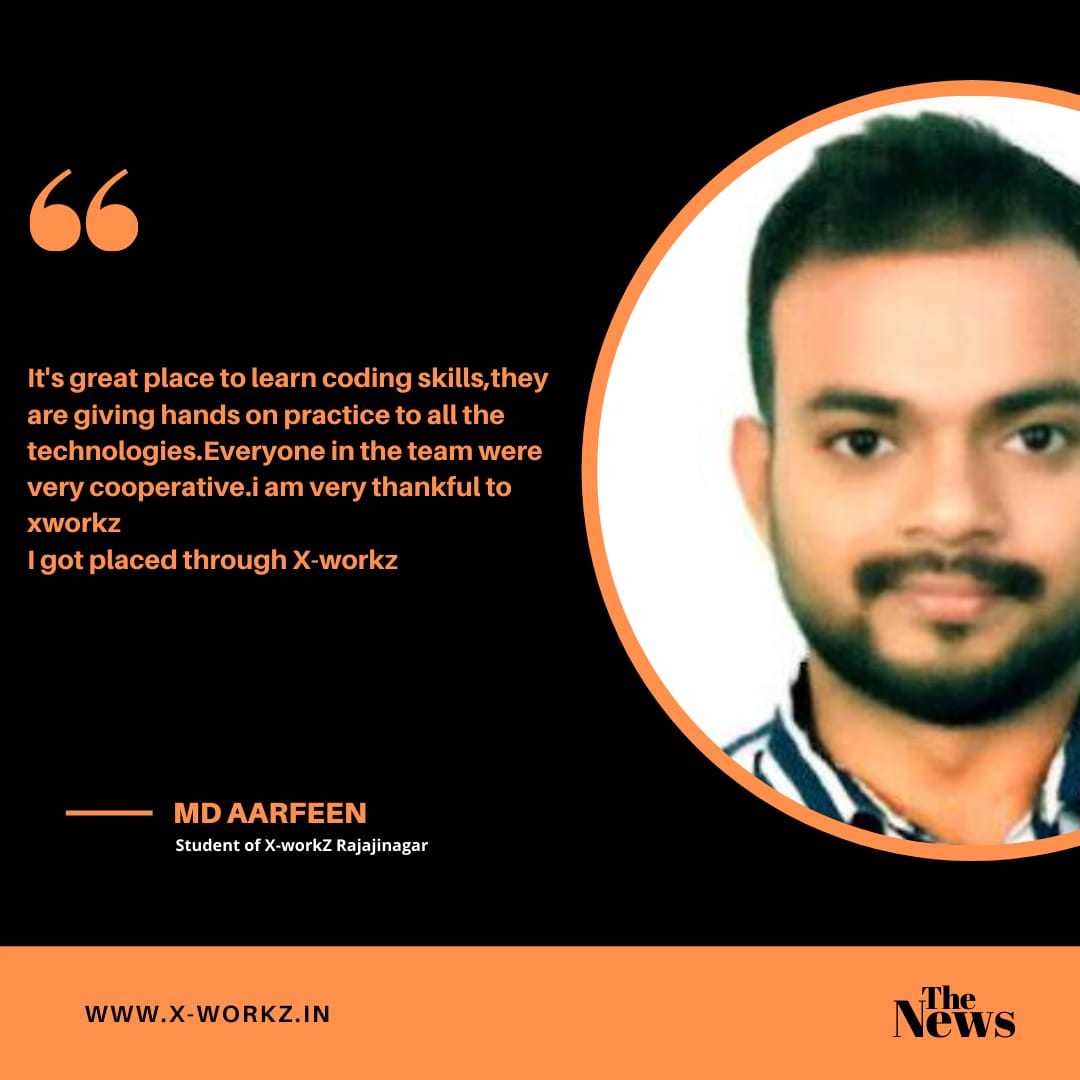 “
It's great place to learn coding skills,they
are giving hands on practice to all the
technologies.Everyone in the team were
very cooperative.i am very thankful to
xworkz
I got placed through X-workz
MD AARFEEN
Student of X-workZ Rajajinagar
WWW.X-WORKZ.IN
The
News